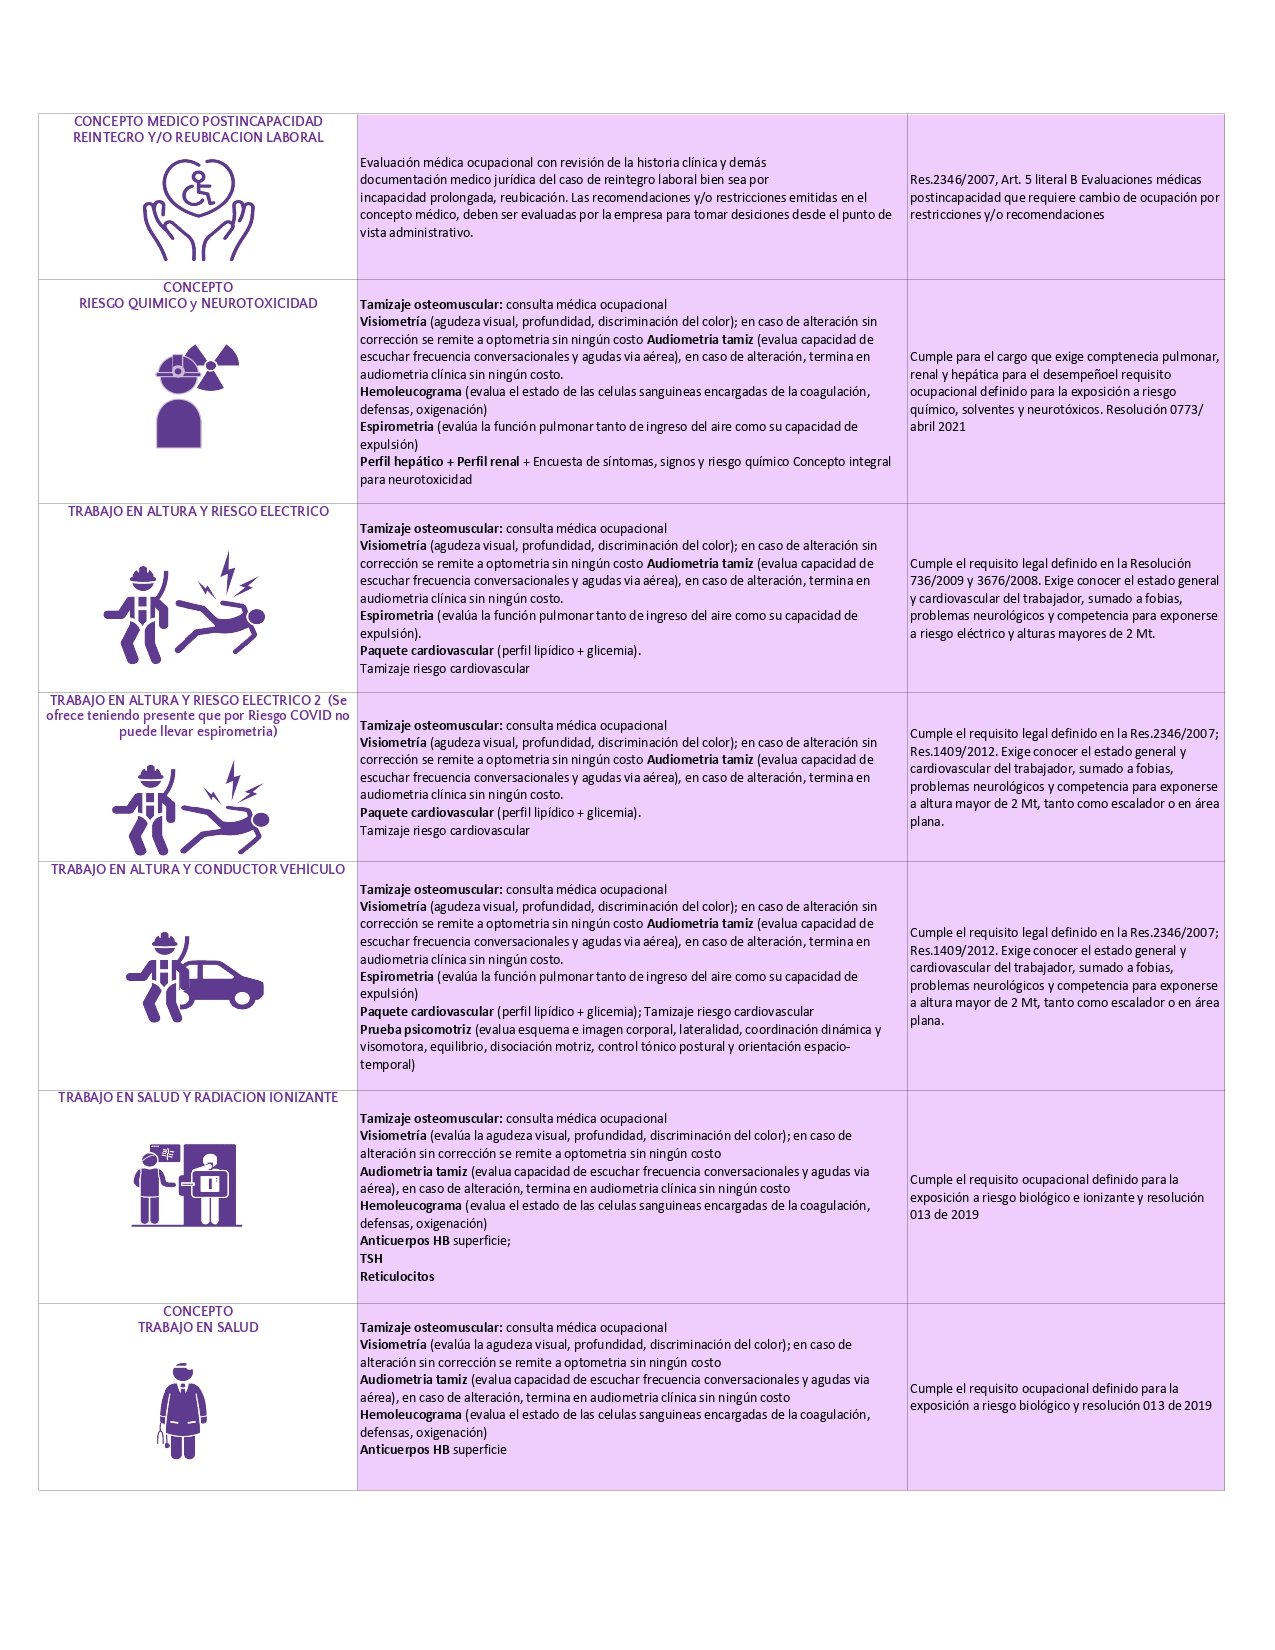 CONCEPTO MEDICO POSTINCAPACIDAD
REINTEGRO Y/O REUBICACION LABORAL
Evaluación médica ocupacional con revisión de la historia clínica y demás
documentación medico jurídica del caso de reintegro laboral bien sea por
incapacidad prolongada, reubicación. Las recomendaciones y/o restricciones emitidas en el
concepto médico, deben ser evaluadas por la empresa para tomar desiciones desde el punto de
vista administrativo.
Res.2346/2007, Art. 5 literal B Evaluaciones médicas
postincapacidad que requiere cambio de ocupación por
restricciones y/o recomendaciones
CONCEPTO
RIESGO QUIMICO y NEUROTOXICIDAD
Tamizaje osteomuscular: consulta médica ocupacional
Visiometría (agudeza visual, profundidad, discriminación del color); en caso de alteración sin
corrección se remite a optometria sin ningún costo Audiometria tamiz (evalua capacidad de
escuchar frecuencia conversacionales y agudas via aérea), en caso de alteración, termina en
audiometria clínica sin ningún costo.
Hemoleucograma (evalua el estado de las celulas sanguineas encargadas de la coagulación,
defensas, oxigenación)
Espirometria (evalúa la función pulmonar tanto de ingreso del aire como su capacidad de
expulsión)
Perfil hepático + Perfil renal + Encuesta de síntomas, signos y riesgo químico Concepto integral
para neurotoxicidad
Cumple para el cargo que exige comptenecia pulmonar,
renal y hepática para el desempeñoel requisito
ocupacional definido para la exposición a riesgo
químico, solventes y neurotóxicos. Resolución 0773/
abril 2021
TRABAJO EN ALTURA Y RIESGO ELECTRICO
Tamizaje osteomuscular: consulta médica ocupacional
Visiometría (agudeza visual, profundidad, discriminación del color); en caso de alteración sin
corrección se remite a optometria sin ningún costo Audiometria tamiz (evalua capacidad de
escuchar frecuencia conversacionales y agudas via aérea), en caso de alteración, termina en
audiometria clínica sin ningún costo.
Espirometria (evalúa la función pulmonar tanto de ingreso del aire como su capacidad de
expulsión).
Paquete cardiovascular (perfil lipídico + glicemia).
Tamizaje riesgo cardiovascular
Cumple el requisito legal definido en la Resolución
736/2009 y 3676/2008. Exige conocer el estado general
y cardiovascular del trabajador, sumado a fobias,
problemas neurológicos y competencia para exponerse
a riesgo eléctrico y alturas mayores de 2 Mt.
TRABAJO EN ALTURA Y RIESGO ELECTRICO 2 (Se
ofrece teniendo presente que por Riesgo COVID no
puede llevar espirometria)
Tamizaje osteomuscular: consulta médica ocupacional
Visiometría (agudeza visual, profundidad, discriminación del color); en caso de alteración sin
corrección se remite a optometria sin ningún costo Audiometria tamiz (evalua capacidad de
escuchar frecuencia conversacionales y agudas via aérea), en caso de alteración, termina en
audiometria clínica sin ningún costo.
Paquete cardiovascular (perfil lipídico + glicemia).
Tamizaje riesgo cardiovascular
Cumple el requisito legal definido en la Res.2346/2007;
Res.1409/2012. Exige conocer el estado general y
cardiovascular del trabajador, sumado a fobias,
problemas neurológicos y competencia para exponerse
a altura mayor de 2 Mt, tanto como escalador o en área
plana.
TRABAJO EN ALTURA Y CONDUCTOR VEHICULO
Tamizaje osteomuscular: consulta médica ocupacional
Visiometría (agudeza visual, profundidad, discriminación del color); en caso de alteración sin
corrección se remite a optometria sin ningún costo Audiometria tamiz (evalua capacidad de
escuchar frecuencia conversacionales y agudas via aérea), en caso de alteración, termina en
audiometria clínica sin ningún costo.
Espirometria (evalúa la función pulmonar tanto de ingreso del aire como su capacidad de
expulsión)
Paquete cardiovascular (perfil lipídico + glicemia); Tamizaje riesgo cardiovascular
Prueba psicomotriz (evalua esquema e imagen corporal, lateralidad, coordinación dinámica y
visomotora, equilibrio, disociación motriz, control tónico postural y orientación espacio-
temporal)
Cumple el requisito legal definido en la Res.2346/2007;
Res.1409/2012. Exige conocer el estado general y
cardiovascular del trabajador, sumado a fobias,
problemas neurológicos y competencia para exponerse
a altura mayor de 2 Mt, tanto como escalador o en área
plana.
TRABAJO EN SALUD Y RADIACION IONIZANTE
Tamizaje osteomuscular: consulta médica ocupacional
Visiometría (evalúa la agudeza visual, profundidad, discriminación del color); en caso de
alteración sin corrección se remite a optometria sin ningún costo
Audiometria tamiz (evalua capacidad de escuchar frecuencia conversacionales y agudas via
aérea), en caso de alteración, termina en audiometria clínica sin ningún costo
Hemoleucograma (evalua el estado de las celulas sanguineas encargadas de la coagulación,
defensas, oxigenación)
Anticuerpos HB superficie;
TSH
Reticulocitos
Cumple el requisito ocupacional definido para la
exposición a riesgo biológico e ionizante y resolución
013 de 2019
CONCEPTO
TRABAJO EN SALUD
Tamizaje osteomuscular: consulta médica ocupacional
Visiometría (evalúa la agudeza visual, profundidad, discriminación del color); en caso de
alteración sin corrección se remite a optometria sin ningún costo
Audiometria tamiz (evalua capacidad de escuchar frecuencia conversacionales y agudas via
aérea), en caso de alteración, termina en audiometria clínica sin ningún costo
Hemoleucograma (evalua el estado de las celulas sanguineas encargadas de la coagulación,
defensas, oxigenación)
Anticuerpos HB superficie
Cumple el requisito ocupacional definido para la
exposición a riesgo biológico y resolución 013 de 2019